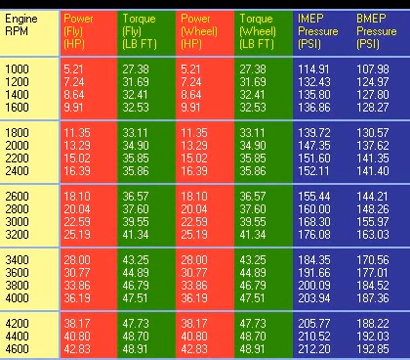 Engine RPM Power (Fly) (HP) Torque (Fly) (LB FT) Power (Wheel) (HP) Torque (Wheel) (LB FT) IMEP Pressure (PSI) BMEP Pressure (PSI)
1000 5.21 27.38 5.21 27.38 114.91 107.98
1200 7.24 31.69 7.24 31.69 132.43 124.97
1400 8.64 32.41 8.64 32.41 135.80 127.80
1600 9.91 32.53 9.91 32.53 136.86 128.27
1800 11.35 33.11 11.35 33.11 139.72 130.57
2000 13.29 34.90 13.29 34.90 147.35 137.62
2200 15.02 35.85 15.02 35.85 151.60 141.35
2400 16.39 35.86 16.39 35.86 152.11 141.40
2600 18.10 36.57 18.10 36.57 155.44 144.21
2800 20.04 37.60 20.04 37.60 160.00 148.26
3000 22.59 39.55 22.59 39.55 168.30 155.97
3200 25.19 41.34 25.19 41.34 176.08 163.03
3400 28.00 43.25 28.00 43.25 184.35 170.56
3600 30.77 44.89 30.77 44.89 191.66 177.01
3800 33.86 46.79 33.86 46.79 200.09 184.52
4000 36.19 47.51 36.19 47.51 203.94 187.36
4200 38.17 47.73 38.17 47.73 205.77 188.22
4400 40.80 48.70 40.80 48.70 210.52 192.03
4600 42.83 48.91 42.83 48.91 212.20 192.85